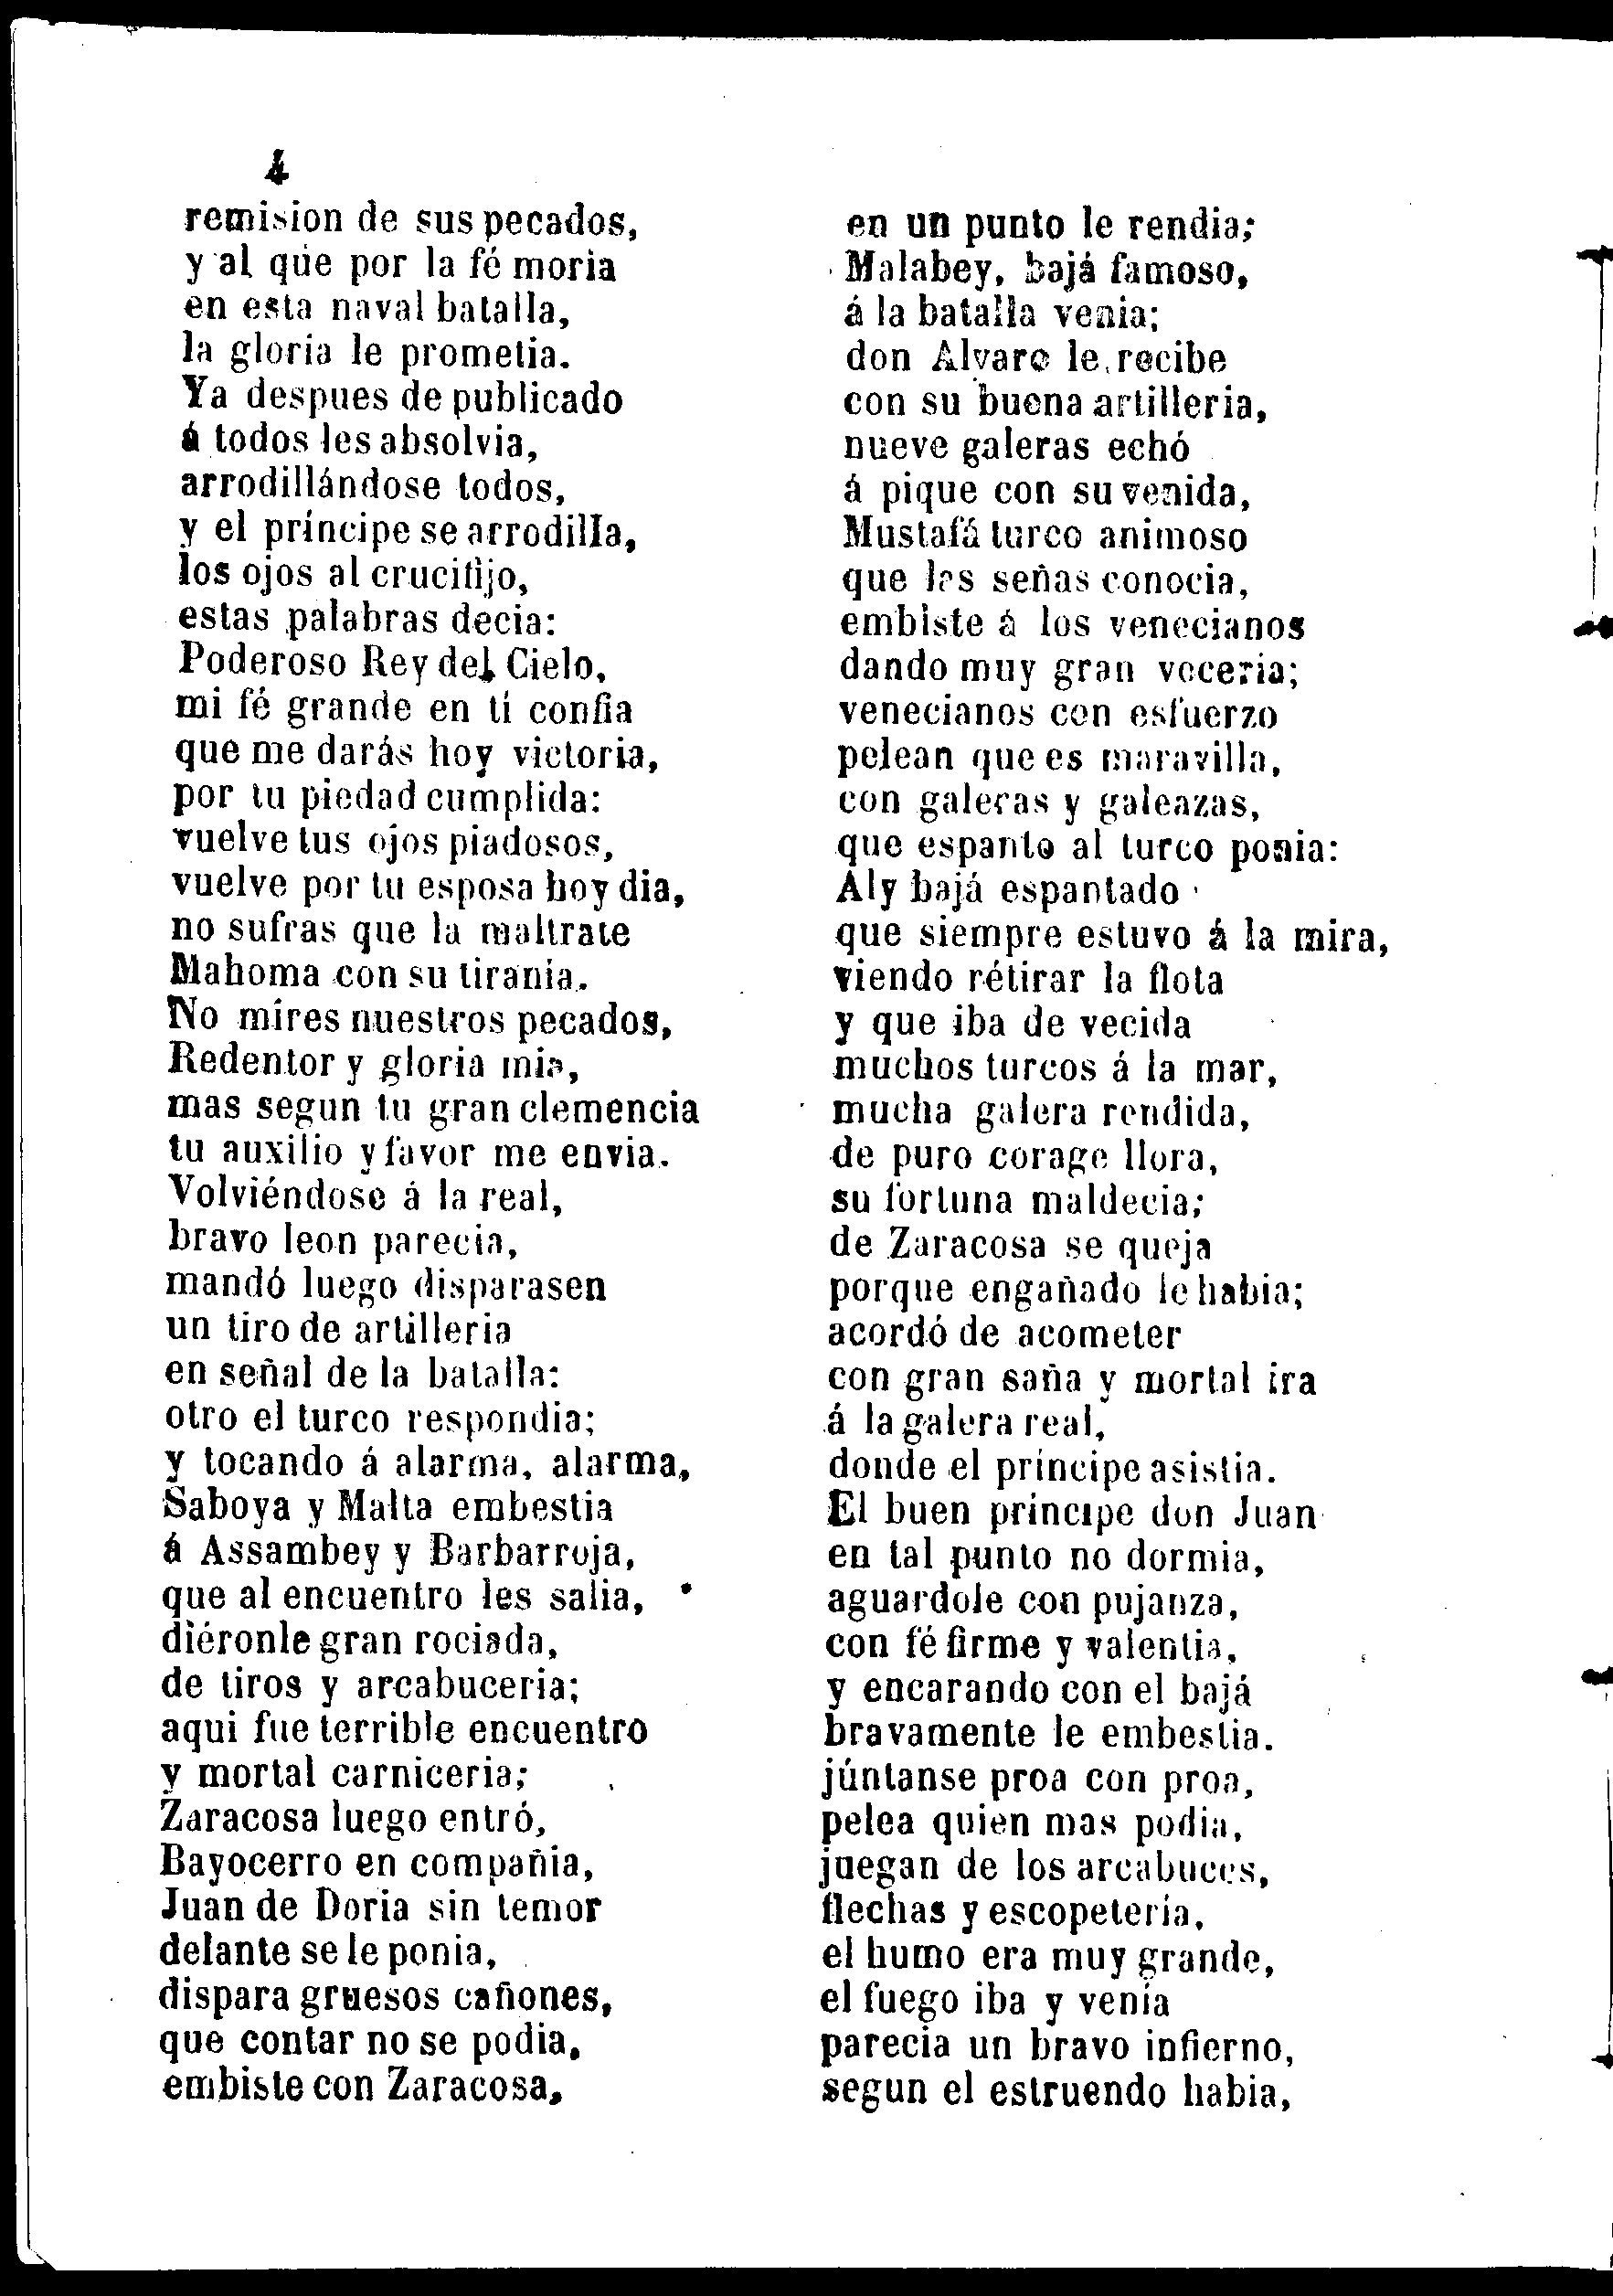 4
remision de sus pecados,
y al que por la fé moria
en esta naval batalla,
la gloria le prometia.
Ya despues de publicado
á todos les absolvia,
arrodillándose todos,
y el príncipe se arrodilla,
los ojos al crucifijo,
estas palabras decia:
Poderoso Rey del Cielo,
mi fé grande en tí confia
que me darás hoy victoria,
por tu piedad cumplida:
vuelve tus ojos piadosos,
vuelve por tu esposa hoy dia,
no sufras que la maltrate
Mahoma con su tiranía.
No mires nuestros pecados,
Redentor y gloria mia,
mas segun tu gran clemencia
tu auxilio y favor me envia.
Volviéndose á la real,
bravo leon parecia,
mandó luego disparasen
un tiro de artilleria
en señal de la batalla:
otro el turco respondia;
y tocando á alarma, alarma,
Saboya y Malta embestia
á Assambey y Barbarroja,
que al encuentro les salia,
diéronle gran rociada,
de tiros y arcabuceria;
aqui fue terrible encuentro
y mortal carniceria;
Zaracosa luego entró,
Bayocerro en compañia,
Juan de Doria sin temor
delante se le ponia,
dispara gruesos cañones,
que contar no se podia,
embiste con Zaracosa,
en un punto le rendia;
Malabey, bajá famoso,
á la batalla venia;
don Alvaro le recibe
con su buena artilleria,
nueve galeras echó
á pique con su venida,
Mustafá turco animoso
que las señas conocia,
embiste á los venecianos
dando muy gran voceria;
venecianos con esfuerzo
pelean que es maravilla,
con galeras y galeazas,
que espanto al turco ponia:
Aly bajá espantado
que siempre estuvo á la mira,
viendo rétirar la flota
y que iba de vecida
muchos turcos á la mar,
mucha galera rendida,
de puro corage llora,
su fortuna maldecia;
de Zaracosa se queja
porque engañado le habia;
acordó de acometer
con gran saña y mortal ira
á la galera real,
donde el príncipe asistia.
El buen príncipe don Juan
en tal punto no dormia,
aguardole con pujanza,
con fé firme y valentia,
y encarando con el bajá
bravamente le embestia.
júntanse proa con proa,
pelea quien mas podia,
juegan de los arcabuces,
flechas y escopetería,
el humo era muy grande,
el fuego iba y venía
parecia un bravo infierno,
segun el estruendo habia,